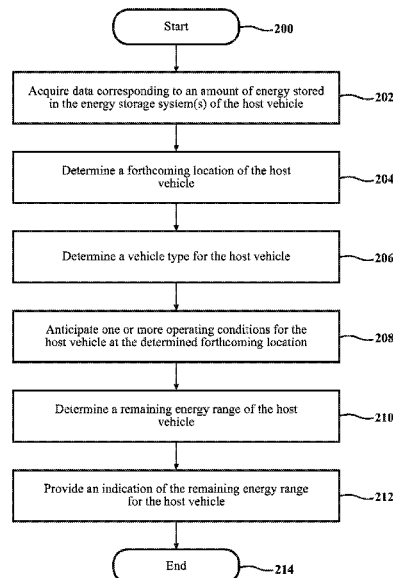 Start
200
Acquire data corresponding to an amount of energy stored
in the energy storage system(s) of the host vehicle
202
Determine a forthcoming location of the host
vehicle
204
Determine a vehicle type for the host vehicle
206
Anticipate one or more operating conditions for the
host vehicle at the determined forthcoming location
208
Determine a remaining energy range of the host
vehicle
210
Provide an indication of the remaining energy range
for the host vehicle
212
End
214